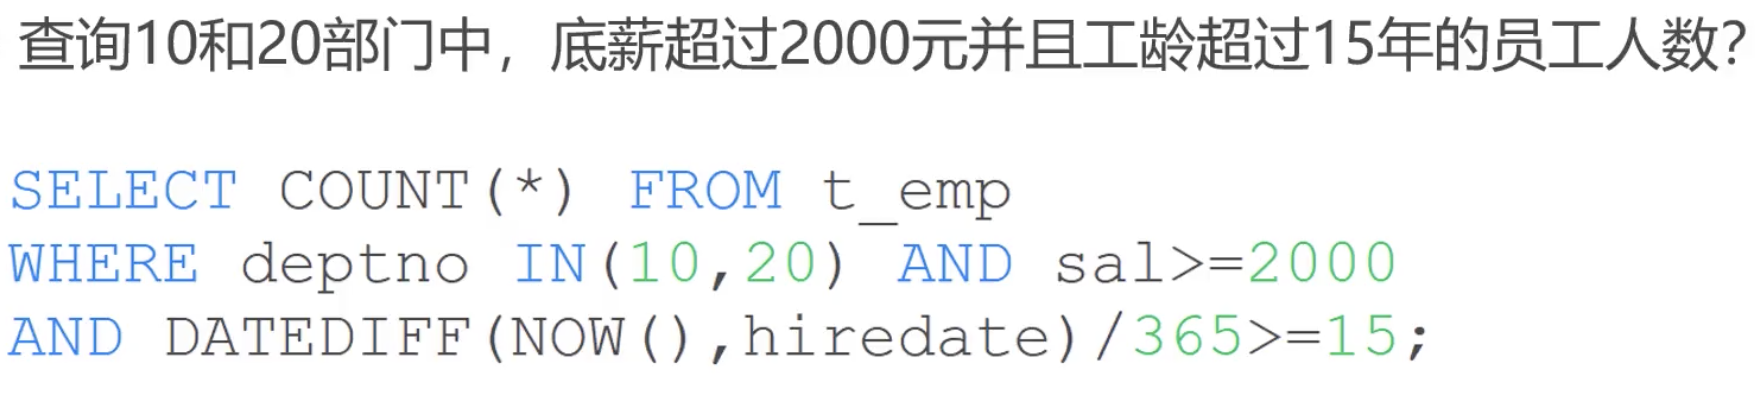 查询10和20部门中，底薪超过2000元并且工龄超过15年的员工人数？
SELECT COUNT(*) FROM t_emp
WHERE deptno IN(10,20) AND sal>=2000
AND DATEDIFF(NOW(),hiredate)/365>=15;